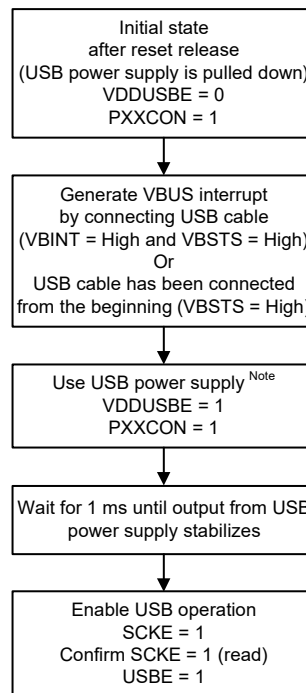 Initial state
after reset release
(USB power supply is pulled down)
VDDUSBE = 0
PXXCON = 1
Generate VBUS interrupt
by connecting USB cable
(VBINT = High and VBSTS = High)
Or
USB cable has been connected
from the beginning (VBSTS = High)
Use USB power supply Note
VDDUSBE = 1
PXXCON = 1
Wait for 1 ms until output from USB
power supply stabilizes
Enable USB operation
SCKE = 1
Confirm SCKE = 1 (read)
USBE = 1